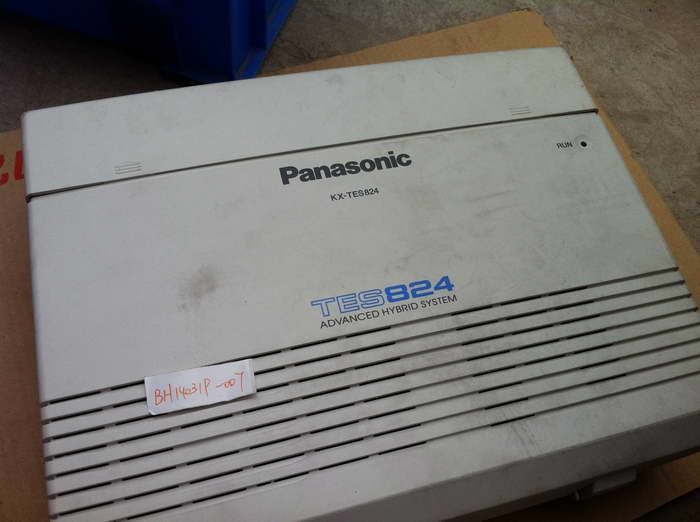 Panasonic
RUN
KX-TES824
TES824
ADVANCED HYBRID SYSTEM
BH14031P-007